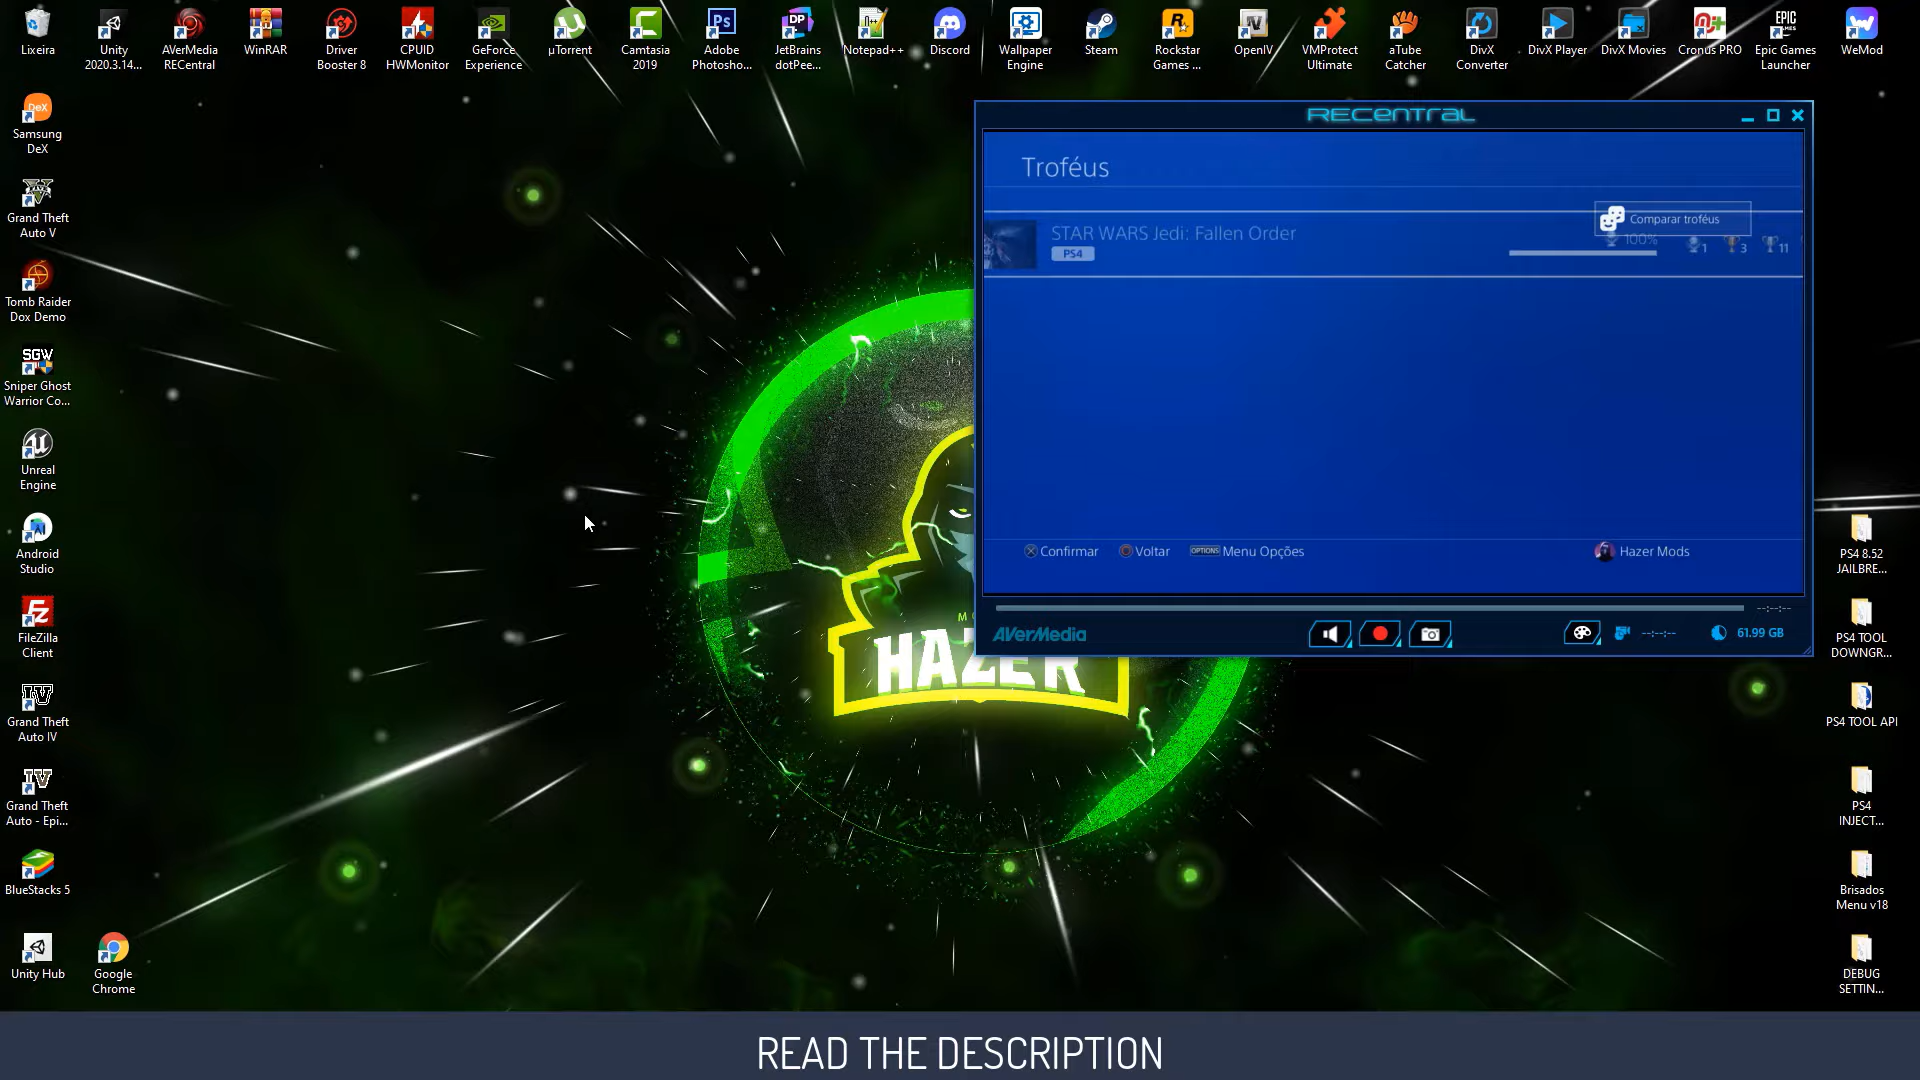 Lixeira
Unity
2020.3.14...
AVerMedia
RECentral
WinRAR
Driver
Booster 8
CPUID
HWMonitor
GeForce
Experience
µTorrent
Camtasia
2019
Adobe
Photosho...
JetBrains
dotPee...
Notepad++
Discord
Wallpaper
Engine
Steam
Rockstar
Games ...
OpenIV
VMProtect
Ultimate
aTube
Catcher
DivX
Converter
DivX Player
DivX Movies
Cronus PRO
Epic Games
Launcher
WeMod
Samsung
DeX
Grand Theft
Auto V
Tomb Raider
Dox Demo
Sniper Ghost
Warrior Co...
Unreal
Engine
Android
Studio
FileZilla
Client
Grand Theft
Auto IV
Grand Theft
Auto - Epi...
BlueStacks 5
Unity Hub
Google
Chrome
RECentral
Troféus
Comparar troféus
STAR WARS Jedi: Fallen Order
PS4
100%
1
3
11
Confirmar
Voltar
OPTIONS Menu Opções
Hazer Mods
--:--:--
AVerMedia
--:--:--
61.99 GB
HAZER
PS4 8.52
JAILBRE...
PS4 TOOL
DOWNGR...
PS4 TOOL API
PS4
INJECT...
Brisados
Menu v18
DEBUG
SETTIN...
READ THE DESCRIPTION